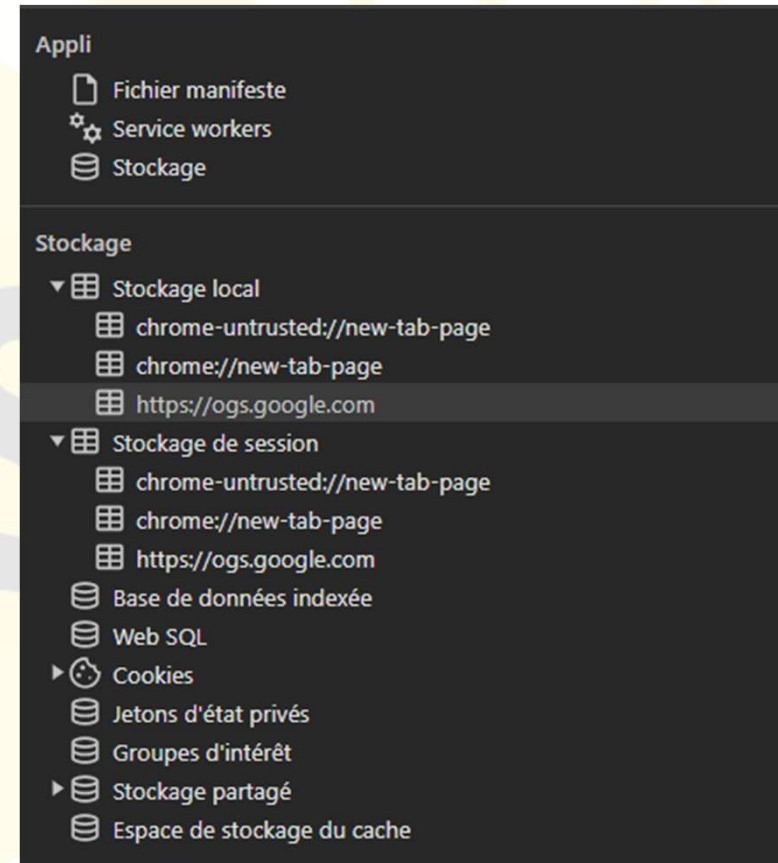 Appli
Fichier manifeste
Service workers
Stockage
Stockage
Stockage local
chrome-untrusted://new-tab-page
chrome://new-tab-page
https://ogs.google.com
Stockage de session
chrome-untrusted://new-tab-page
chrome://new-tab-page
https://ogs.google.com
Base de données indexée
Web SQL
Cookies
Jetons d'état privés
Groupes d'intérêt
Stockage partagé
Espace de stockage du cache